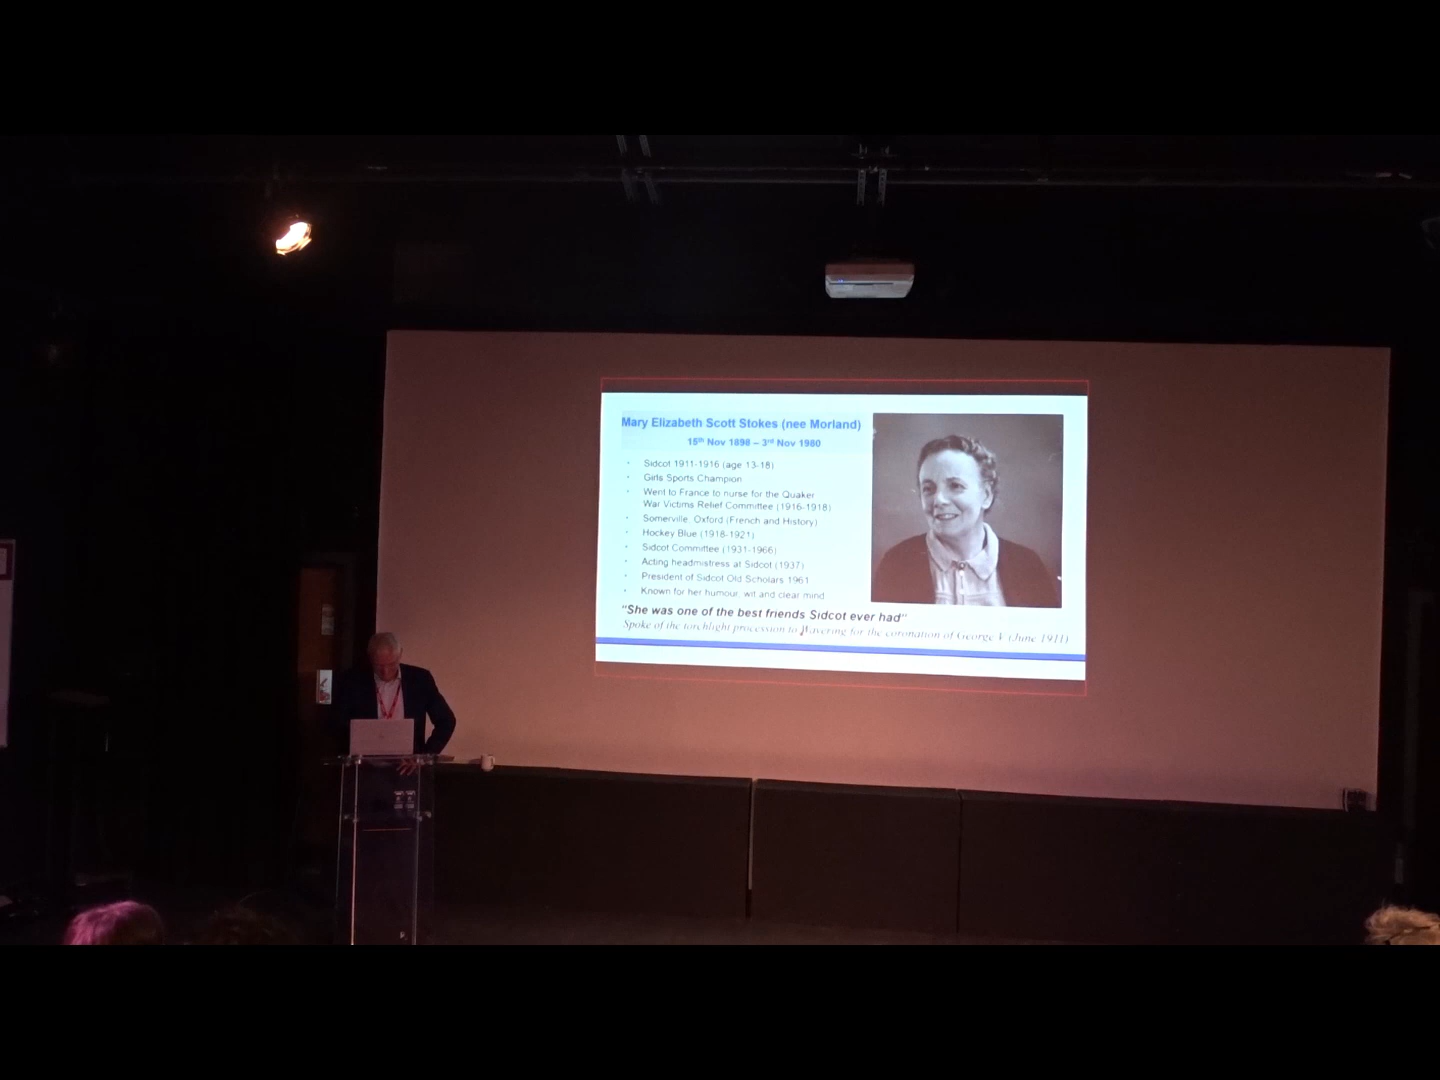 Mary Elizabeth Scott Stokes (nee Morland)
15th Nov 1898 – 3rd Nov 1980
· Sidcot 1911-1916 (age 13-18)
· Girls Sports Champion
· Went to France to nurse for the Quaker
War Victims Relief Committee (1916-1918)
· Somerville, Oxford (French and History)
· Hockey Blue (1918-1921)
· Sidcot Committee (1931-1966)
· Acting headmistress at Sidcot (1937)
· President of Sidcot Old Scholars 1961
· Known for her humour, wit and clear mind
"She was one of the best friends Sidcot ever had"
Spoke of the torchlight procession to Wavering for the coronation of George V (June 1911)